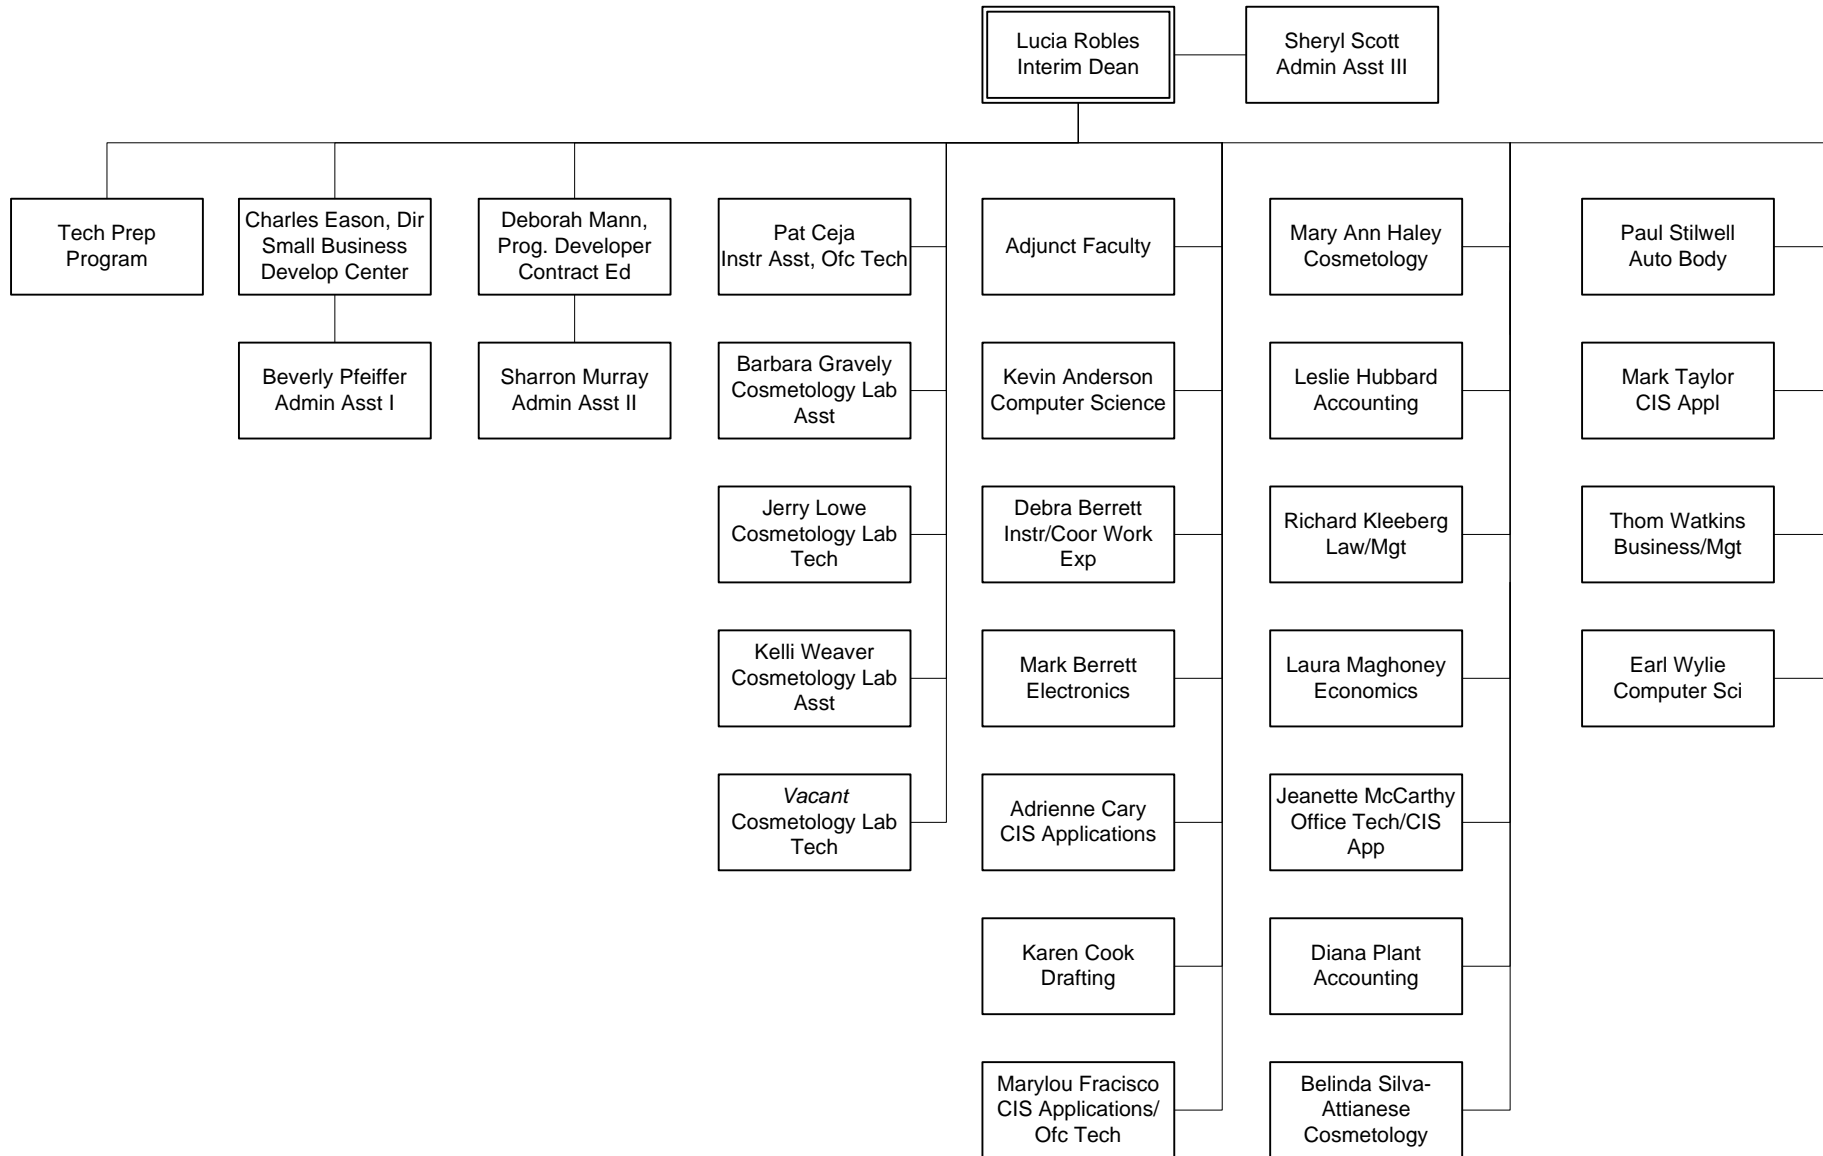 Lucia Robles
Interim Dean
Sheryl Scott
Admin Asst III
Tech Prep
Program
Charles Eason, Dir
Small Business
Develop Center
Deborah Mann,
Prog. Developer
Contract Ed
Pat Ceja
Instr Asst, Ofc Tech
Adjunct Faculty
Mary Ann Haley
Cosmetology
Paul Stilwell
Auto Body
Beverly Pfeiffer
Admin Asst I
Sharron Murray
Admin Asst II
Barbara Gravely
Cosmetology Lab
Asst
Kevin Anderson
Computer Science
Leslie Hubbard
Accounting
Mark Taylor
CIS Appl
Jerry Lowe
Cosmetology Lab
Tech
Debra Berrett
Instr/Coor Work
Exp
Richard Kleeberg
Law/Mgt
Thom Watkins
Business/Mgt
Kelli Weaver
Cosmetology Lab
Asst
Mark Berrett
Electronics
Laura Maghoney
Economics
Earl Wylie
Computer Sci
Vacant
Cosmetology Lab
Tech
Adrienne Cary
CIS Applications
Jeanette McCarthy
Office Tech/CIS
App
Karen Cook
Drafting
Diana Plant
Accounting
Marylou Fracisco
CIS Applications/
Ofc Tech
Belinda Silva-
Attianese
Cosmetology